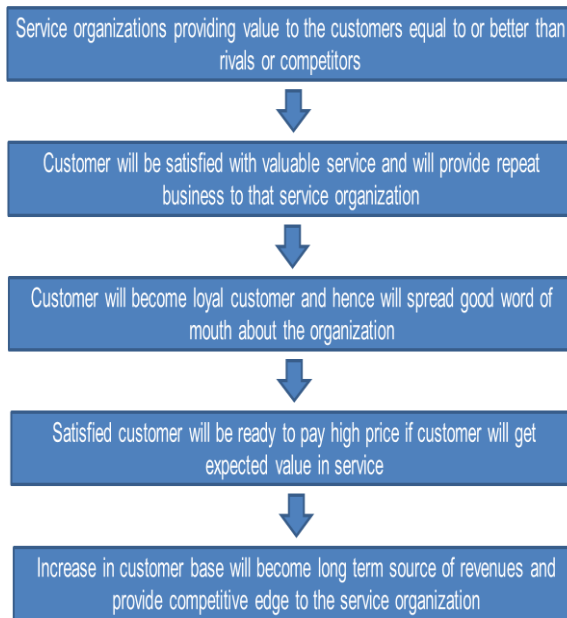 Service organizations providing value to the customers equal to or better than
rivals or competitors
Customer will be satisfied with valuable service and will provide repeat
business to that service organization
Customer will become loyal customer and hence will spread good word of
mouth about the organization
Satisfied customer will be ready to pay high price if customer will get
expected value in service
Increase in customer base will become long term source of revenues and
provide competitive edge to the service organization